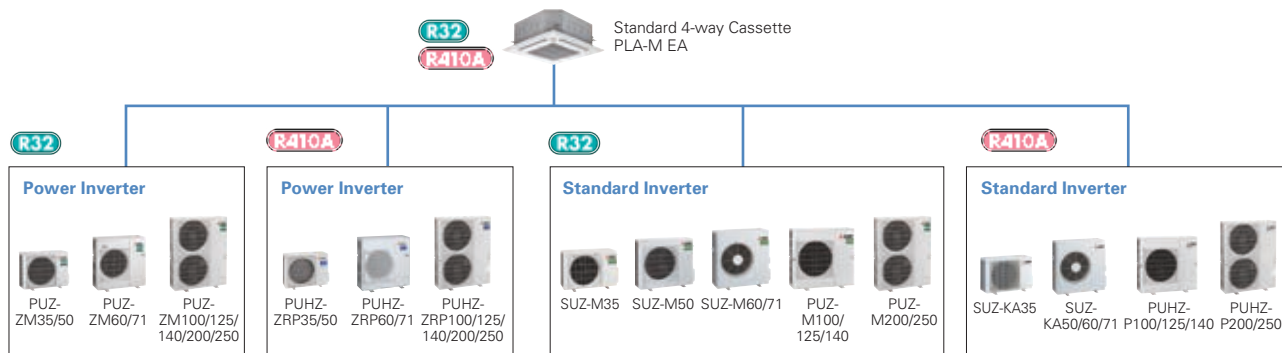 R32
R410A
Standard 4-way Cassette
PLA-M EA
R32
Power Inverter
PUZ-
ZM35/50
PUZ-
ZM60/71
PUZ-
ZM100/125/
140/200/250
R410A
Power Inverter
PUHZ-
ZRP35/50
PUHZ-
ZRP60/71
PUHZ-
ZRP100/125/
140/200/250
R32
Standard Inverter
SUZ-M35
SUZ-M50
SUZ-M60/71
PUZ-
M100/
125/140
PUZ-
M200/250
R410A
Standard Inverter
SUZ-KA35
SUZ-
KA50/60/71
PUHZ-
P100/125/140
PUHZ-
P200/250